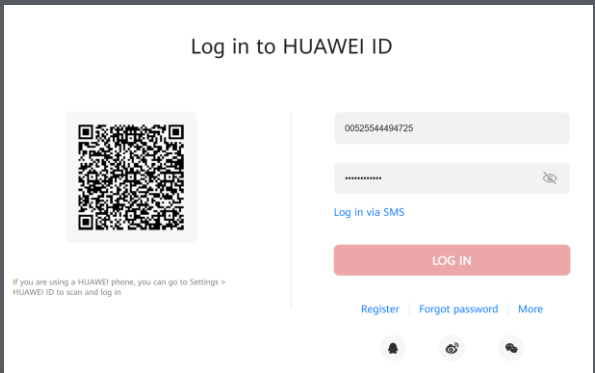 Log in to HUAWEI ID
00525544494725
••••••••••••
Log in via SMS
LOG IN
If you are using a HUAWEI phone, you can go to Settings >
HUAWEI ID to scan and log in
Register
Forgot password
More